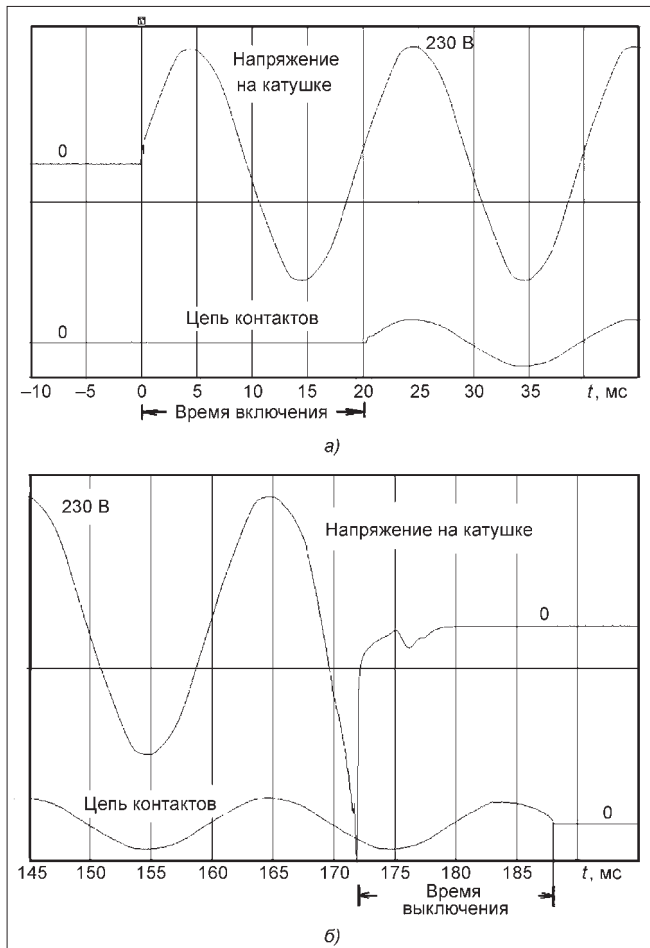 Напряжение
на катушке
230 В
0
Цепь контактов
0
–10 –5 0 5 10 15 20 25 30 35 t, мс
Время включения
а)
230 В
Напряжение на катушке
0
Цепь контактов
0
145 150 155 160 165 170 175 180 185 t, мс
Время
выключения
б)